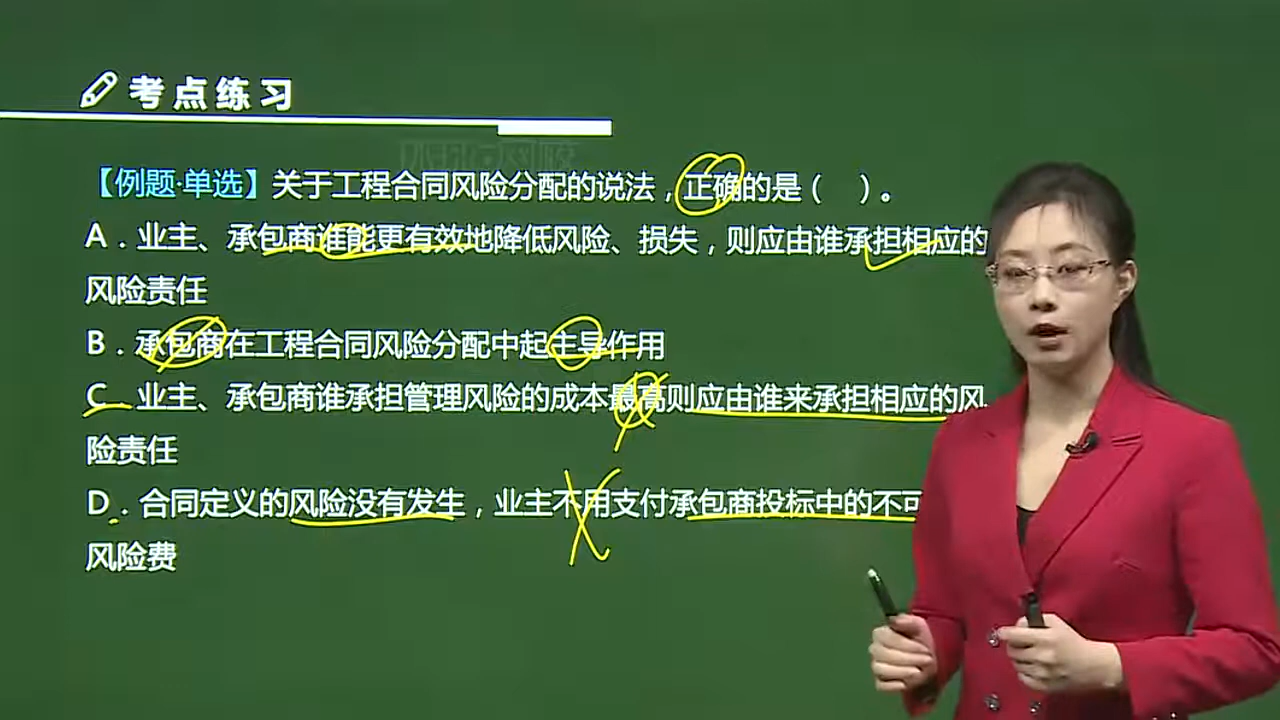 考点练习
【例题·单选】关于工程合同风险分配的说法，正确的是（ ）。
A．业主、承包商谁能更有效地降低风险、损失，则应由谁承担相应的
风险责任
B．承包商在工程合同风险分配中起主导作用
C．业主、承包商谁承担管理风险的成本最高则应由谁来承担相应的风
险责任
D．合同定义的风险没有发生，业主不用支付承包商投标中的不可
风险费